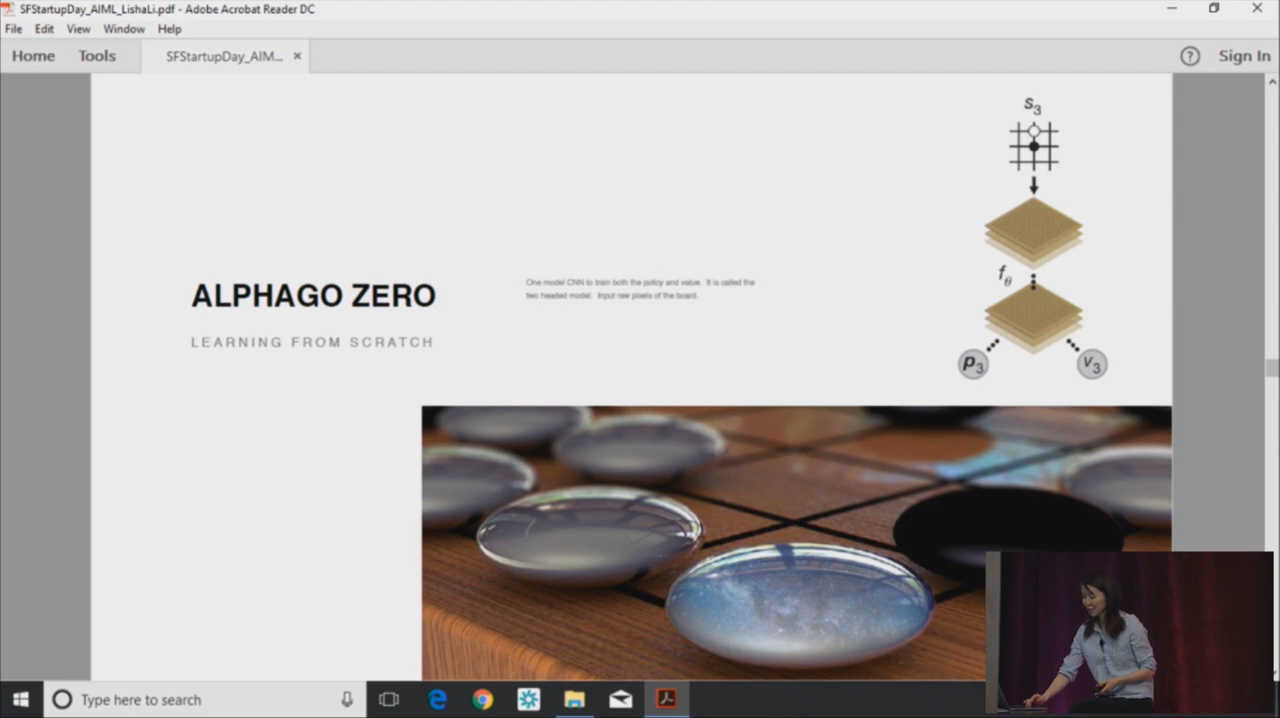 SFStartupDay_AIML_LishaLi.pdf - Adobe Acrobat Reader DC
File Edit View Window Help
Home Tools SFStartupDay_AIM... × ? Sign In
s3
fθ
p3 v3
ALPHAGO ZERO
LEARNING FROM SCRATCH
One model CNN to train both the policy and value. It is called the
two headed model. Input raw pixels of the board.
Type here to search